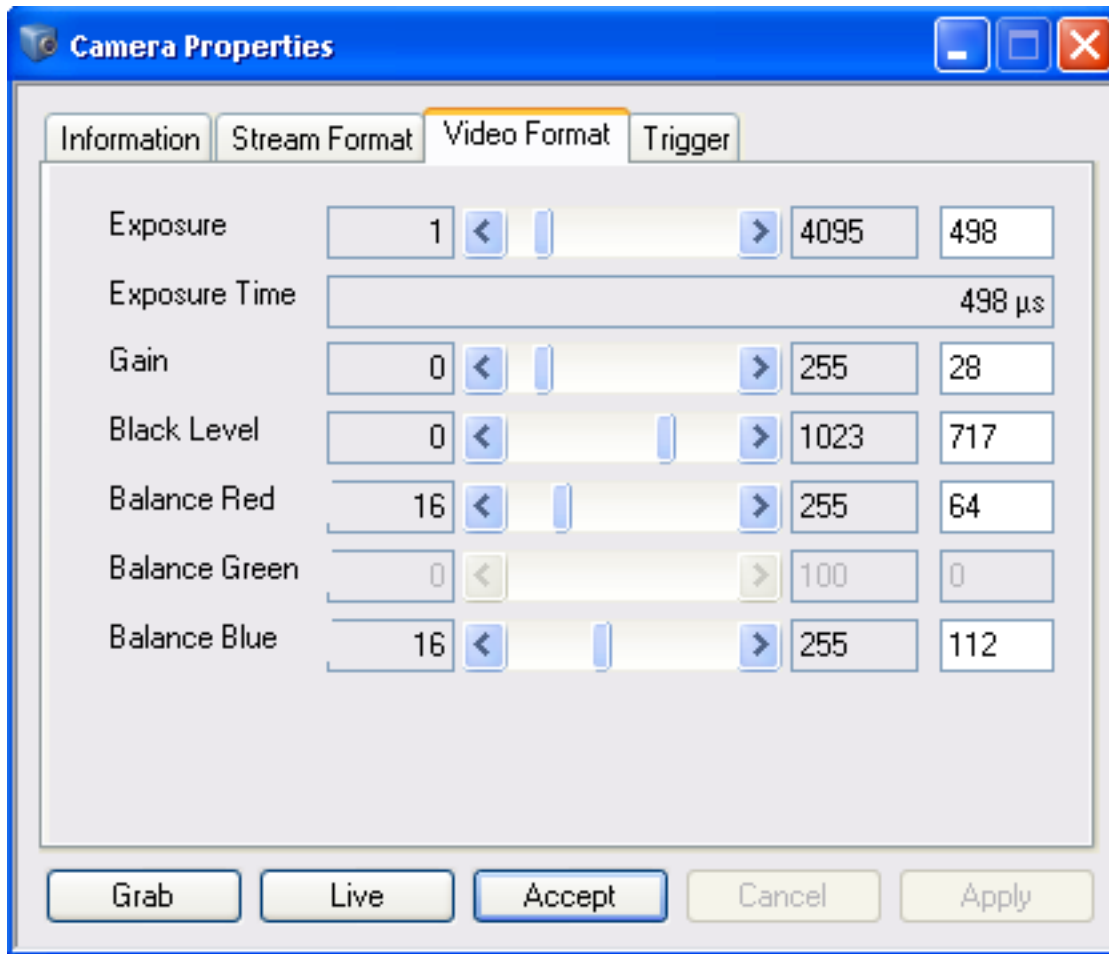 Camera Properties
Information Stream Format Video Format Trigger
Exposure 1 4095 498
Exposure Time 498 µs
Gain 0 255 28
Black Level 0 1023 717
Balance Red 16 255 64
Balance Green 0 100 0
Balance Blue 16 255 112
Grab Live Accept Cancel Apply